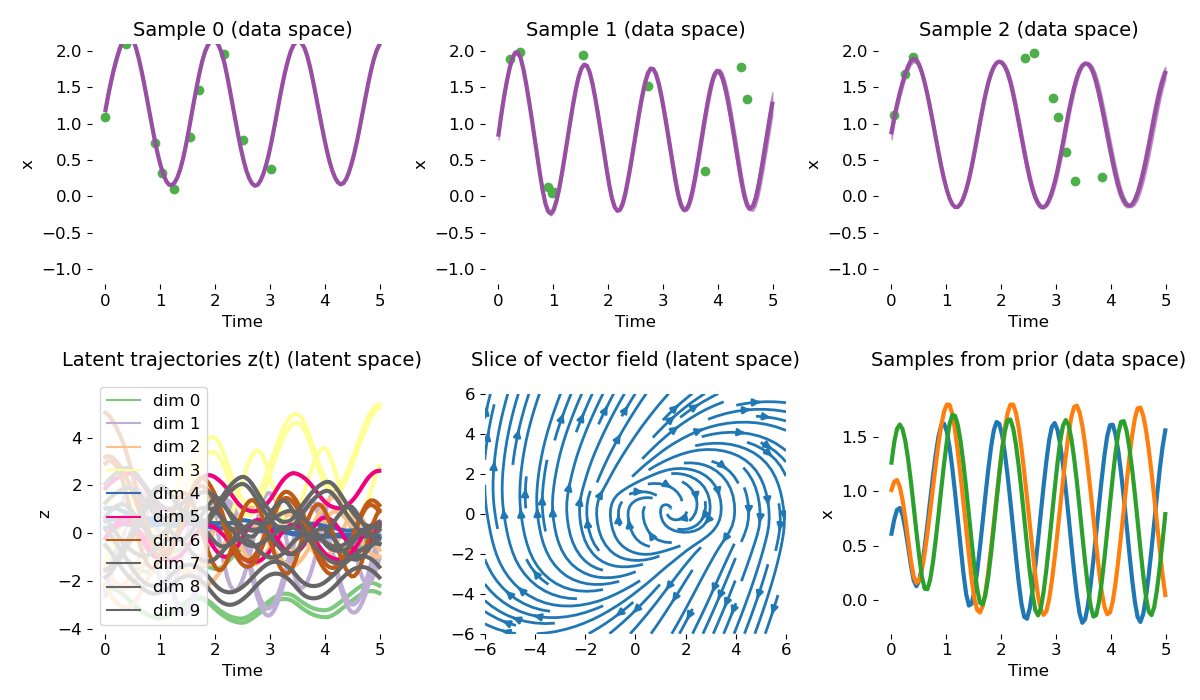 Sample 0 (data space)
2.0
1.5
1.0
0.5
0.0
−0.5
−1.0
x
0 1 2 3 4 5
Time
Sample 1 (data space)
2.0
1.5
1.0
0.5
0.0
−0.5
−1.0
x
0 1 2 3 4 5
Time
Sample 2 (data space)
2.0
1.5
1.0
0.5
0.0
−0.5
−1.0
x
0 1 2 3 4 5
Time
Latent trajectories z(t) (latent space)
4
2
0
−2
−4
z
dim 0
dim 1
dim 2
dim 3
dim 4
dim 5
dim 6
dim 7
dim 8
dim 9
0 1 2 3 4 5
Time
Slice of vector field (latent space)
6
4
2
0
−2
−4
−6
−6 −4 −2 0 2 4 6
Samples from prior (data space)
1.5
1.0
0.5
0.0
x
0 1 2 3 4 5
Time